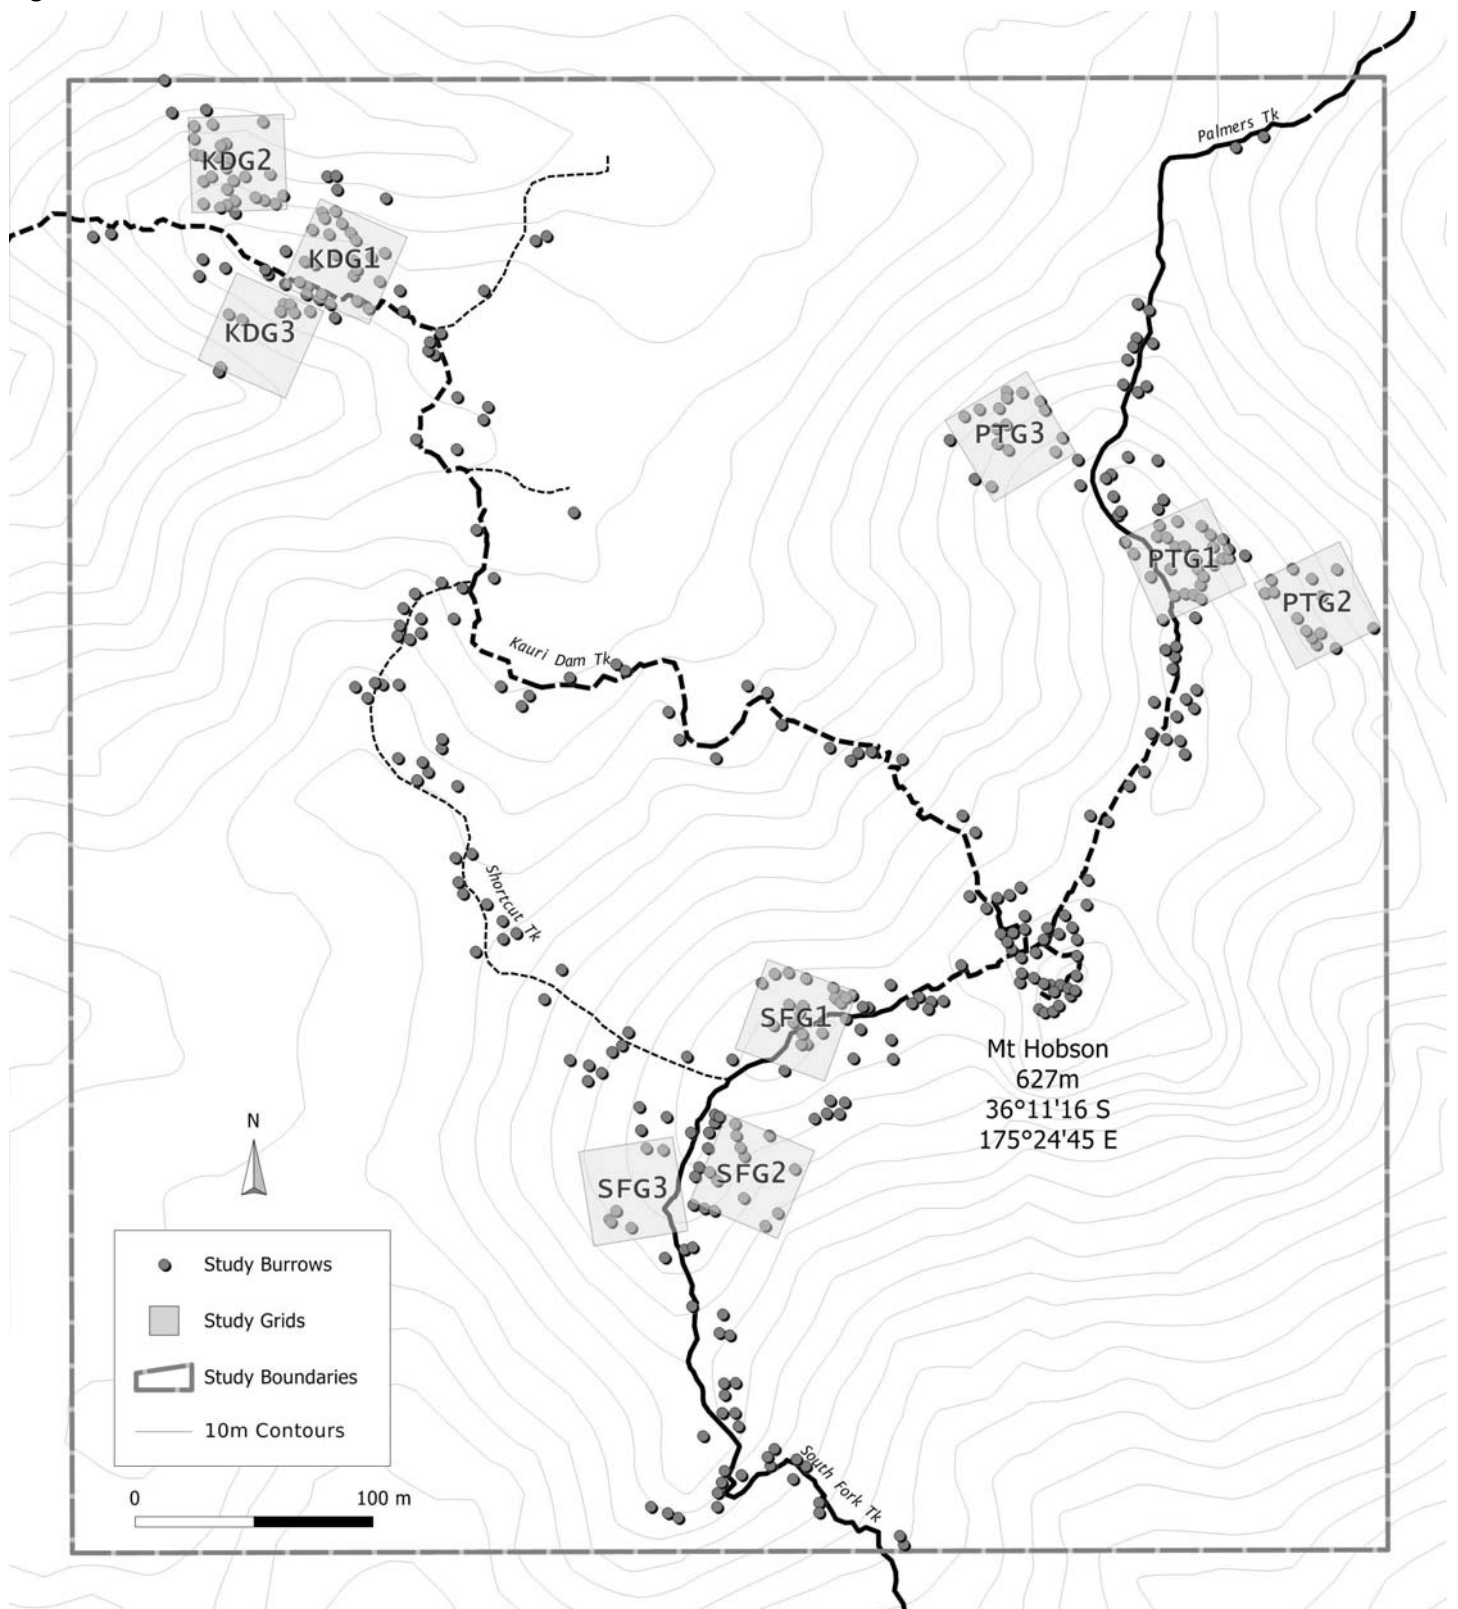 Palmers Tk
KDG2
KDG1
KDG3
PTG3
PTG1
PTG2
Kauri Dam Tk
Shortcut Tk
SFG1
Mt Hobson
627m
36°11'16 S
175°24'45 E
SFG2
SFG3
N
Study Burrows
Study Grids
Study Boundaries
10m Contours
South Fork Tk
0 100 m